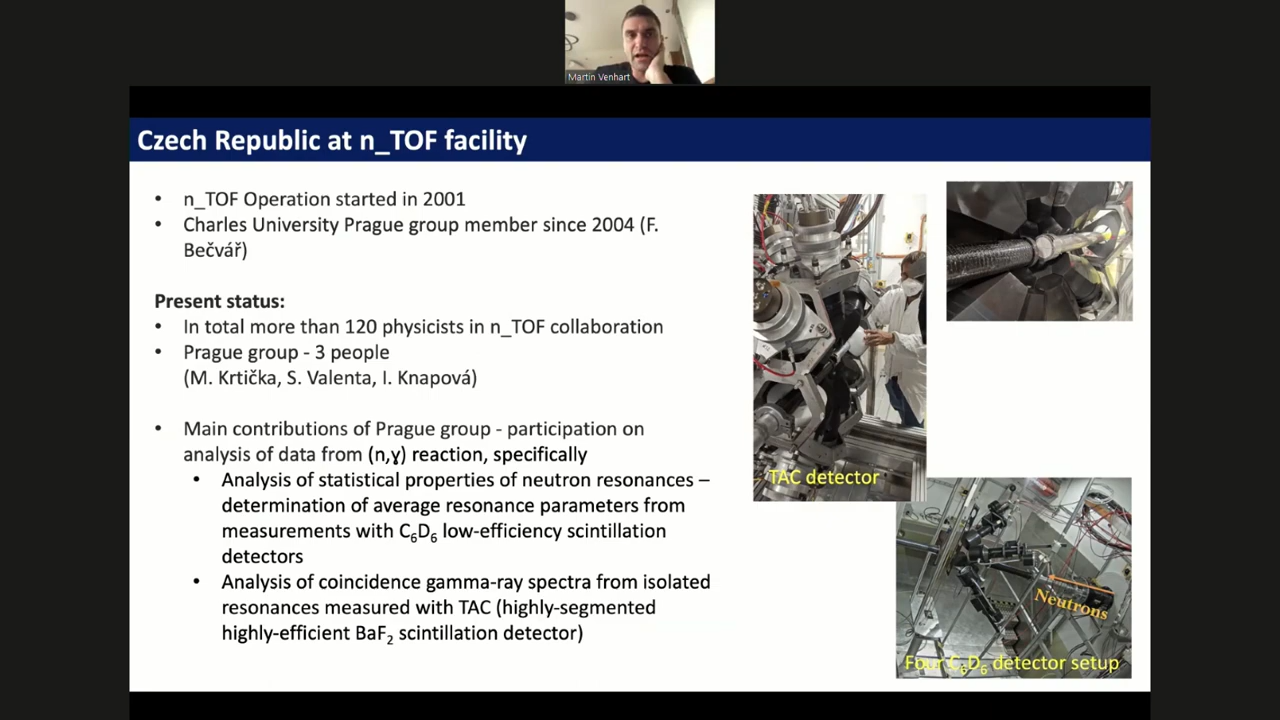 Martin Venhart
Czech Republic at n_TOF facility
• n_TOF Operation started in 2001
• Charles University Prague group member since 2004 (F.
Bečvář)
Present status:
• In total more than 120 physicists in n_TOF collaboration
• Prague group - 3 people
(M. Krtička, S. Valenta, I. Knapová)
• Main contributions of Prague group - participation on
analysis of data from (n,ɣ) reaction, specifically
• Analysis of statistical properties of neutron resonances –
determination of average resonance parameters from
measurements with C₆D₆ low-efficiency scintillation
detectors
• Analysis of coincidence gamma-ray spectra from isolated
resonances measured with TAC (highly-segmented
highly-efficient BaF₂ scintillation detector)
TAC detector
Neutrons
Four C₆D₆ detector setup